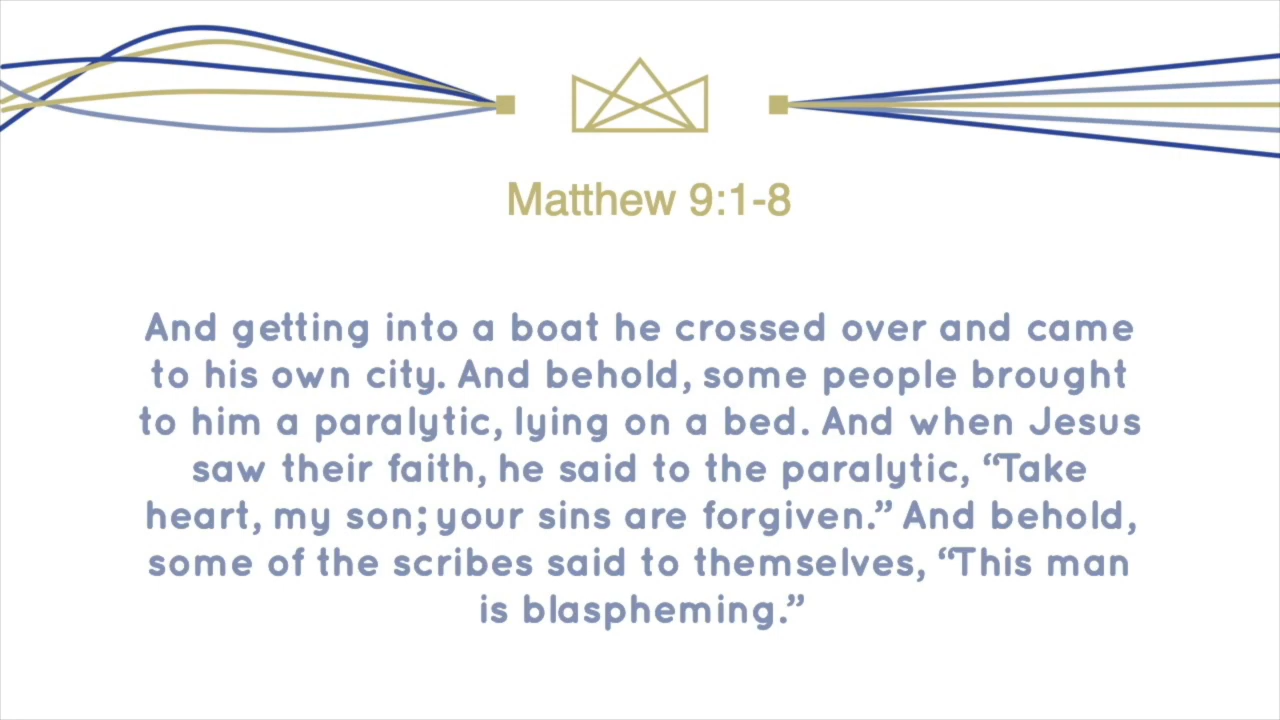 Matthew 9:1-8
And getting into a boat he crossed over and came
to his own city. And behold, some people brought
to him a paralytic, lying on a bed. And when Jesus
saw their faith, he said to the paralytic, “Take
heart, my son; your sins are forgiven.” And behold,
some of the scribes said to themselves, “This man
is blaspheming.”